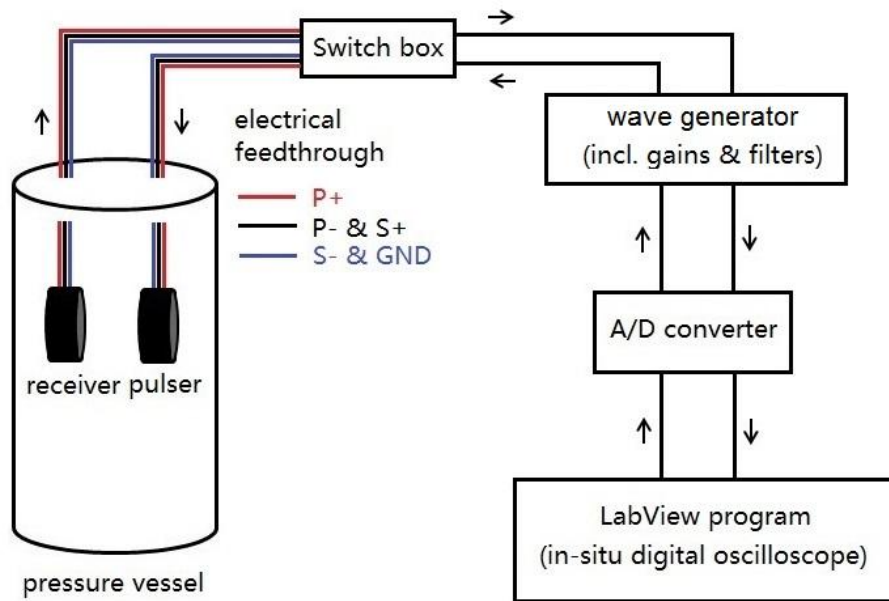 Switch box
wave generator
(incl. gains & filters)
electrical
feedthrough
P+
P- & S+
S- & GND
A/D converter
receiver pulser
LabView program
(in-situ digital oscilloscope)
pressure vessel